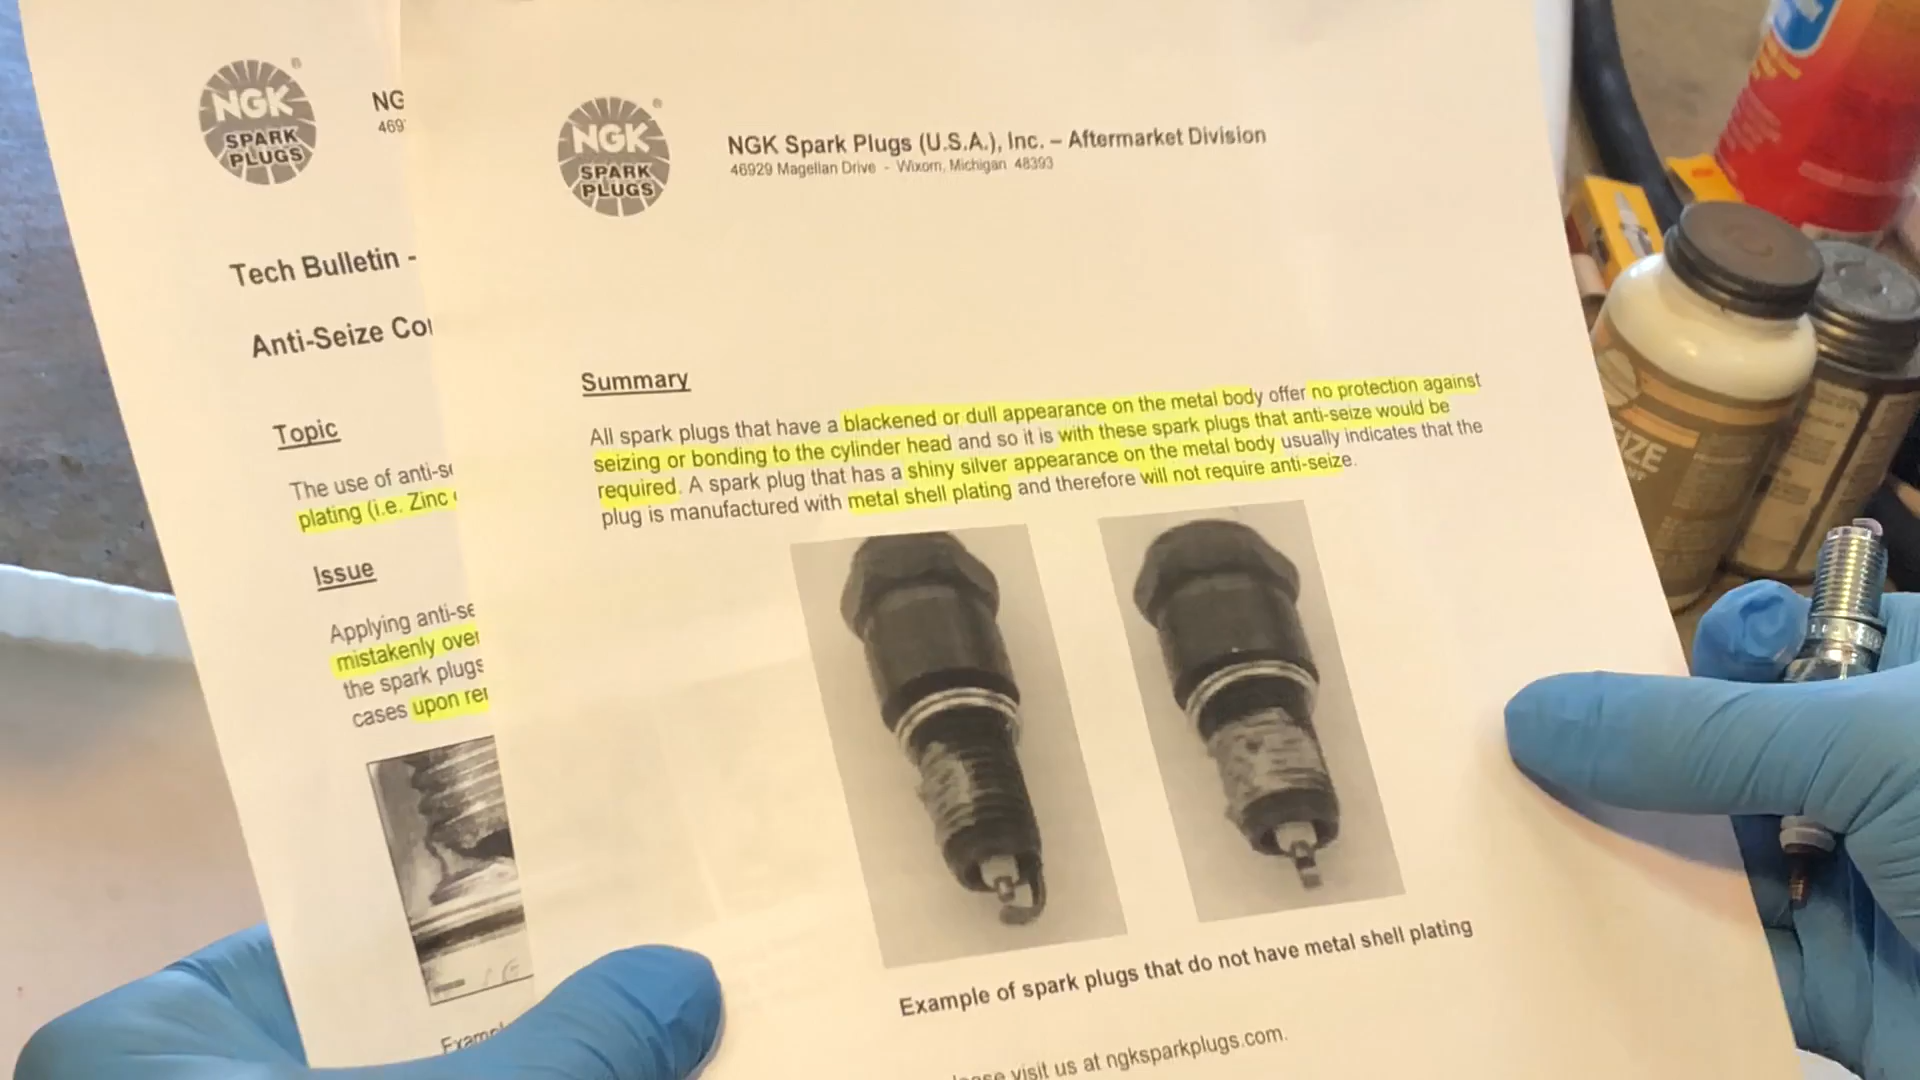 NGK
SPARK
PLUGS
®
NG
469
Tech Bulletin -
Anti-Seize Co
Topic
The use of anti-se
plating (i.e. Zinc
Issue
Applying anti-se
mistakenly over
the spark plugs
cases upon re
NGK
SPARK
PLUGS
®
NGK Spark Plugs (U.S.A.), Inc. – Aftermarket Division
46929 Magellan Drive - Wixom, Michigan 48393
Summary
All spark plugs that have a blackened or dull appearance on the metal body offer no protection against
seizing or bonding to the cylinder head and so it is with these spark plugs that anti-seize would be
required. A spark plug that has a shiny silver appearance on the metal body usually indicates that the
plug is manufactured with metal shell plating and therefore will not require anti-seize.
Example of spark plugs that do not have metal shell plating
visit us at ngksparkplugs.com.
EIZE